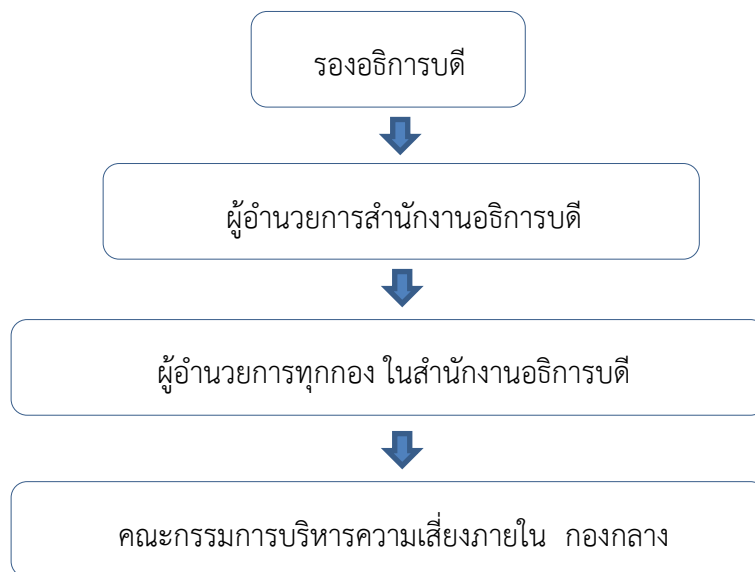 รองอธิการบดี
ผู้อำนวยการสำนักงานอธิการบดี
ผู้อำนวยการทุกกอง ในสำนักงานอธิการบดี
คณะกรรมการบริหารความเสี่ยงภายใน กองกลาง